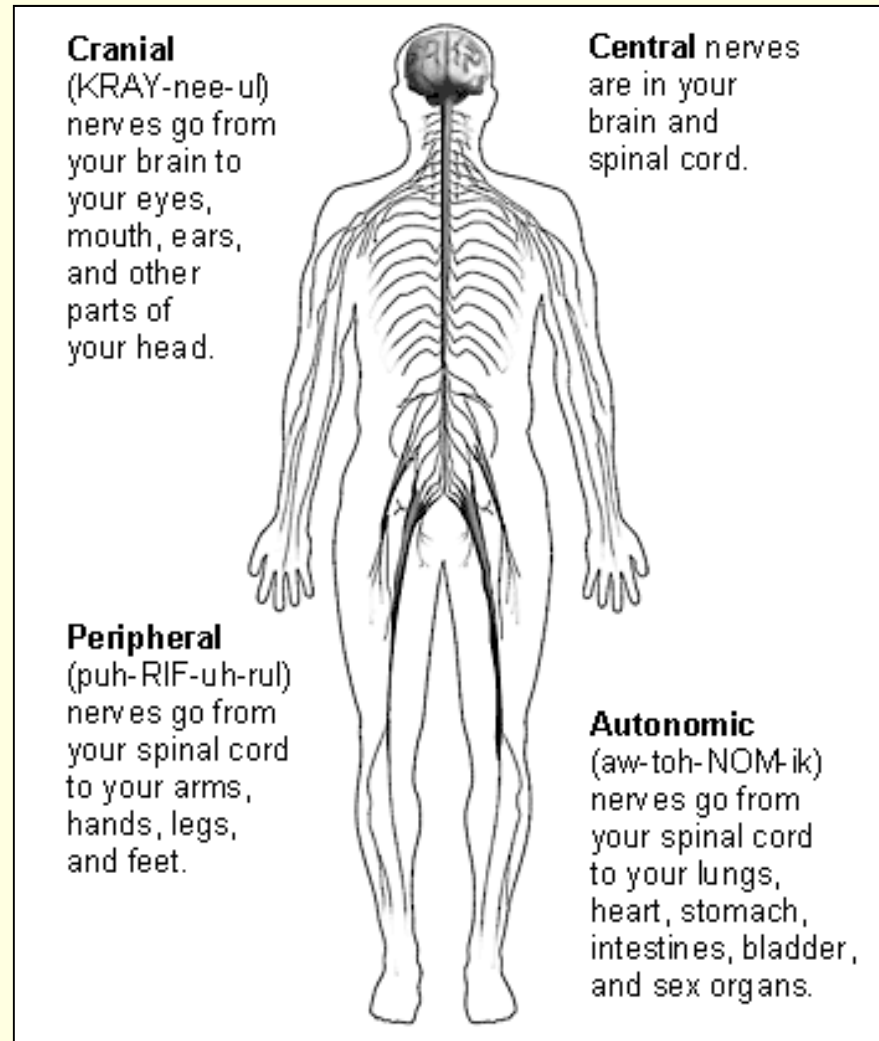 Cranial
(KRAY-nee-ul)
nerves go from
your brain to
your eyes,
mouth, ears,
and other
parts of
your head.
Central nerves
are in your
brain and
spinal cord.
Peripheral
(puh-RIF-uh-rul)
nerves go from
your spinal cord
to your arms,
hands, legs,
and feet.
Autonomic
(aw-toh-NOM-ik)
nerves go from
your spinal cord
to your lungs,
heart, stomach,
intestines, bladder,
and sex organs.